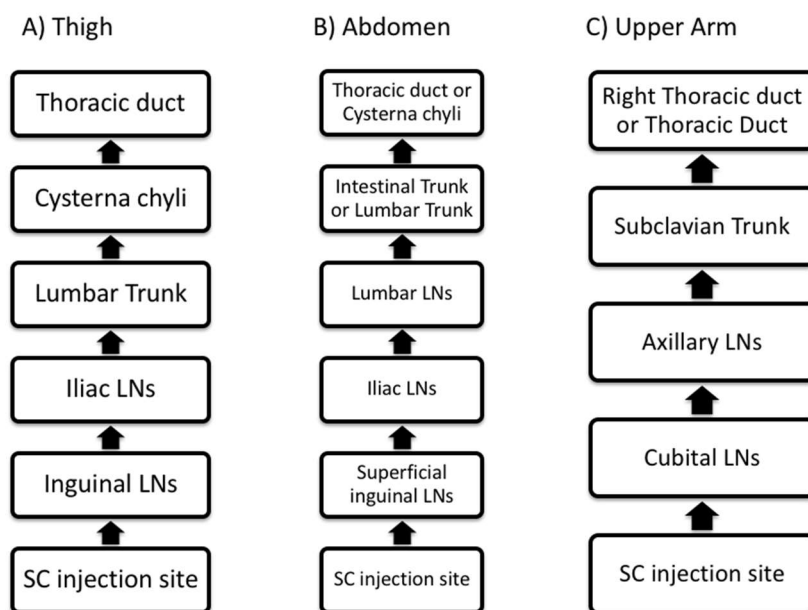 A) Thigh
Thoracic duct
Cysterna chyli
Lumbar Trunk
Iliac LNs
Inguinal LNs
SC injection site
B) Abdomen
Thoracic duct or
Cysterna chyli
Intestinal Trunk
or Lumbar Trunk
Lumbar LNs
Iliac LNs
Superficial
inguinal LNs
SC injection site
C) Upper Arm
Right Thoracic duct
or Thoracic Duct
Subclavian Trunk
Axillary LNs
Cubital LNs
SC injection site